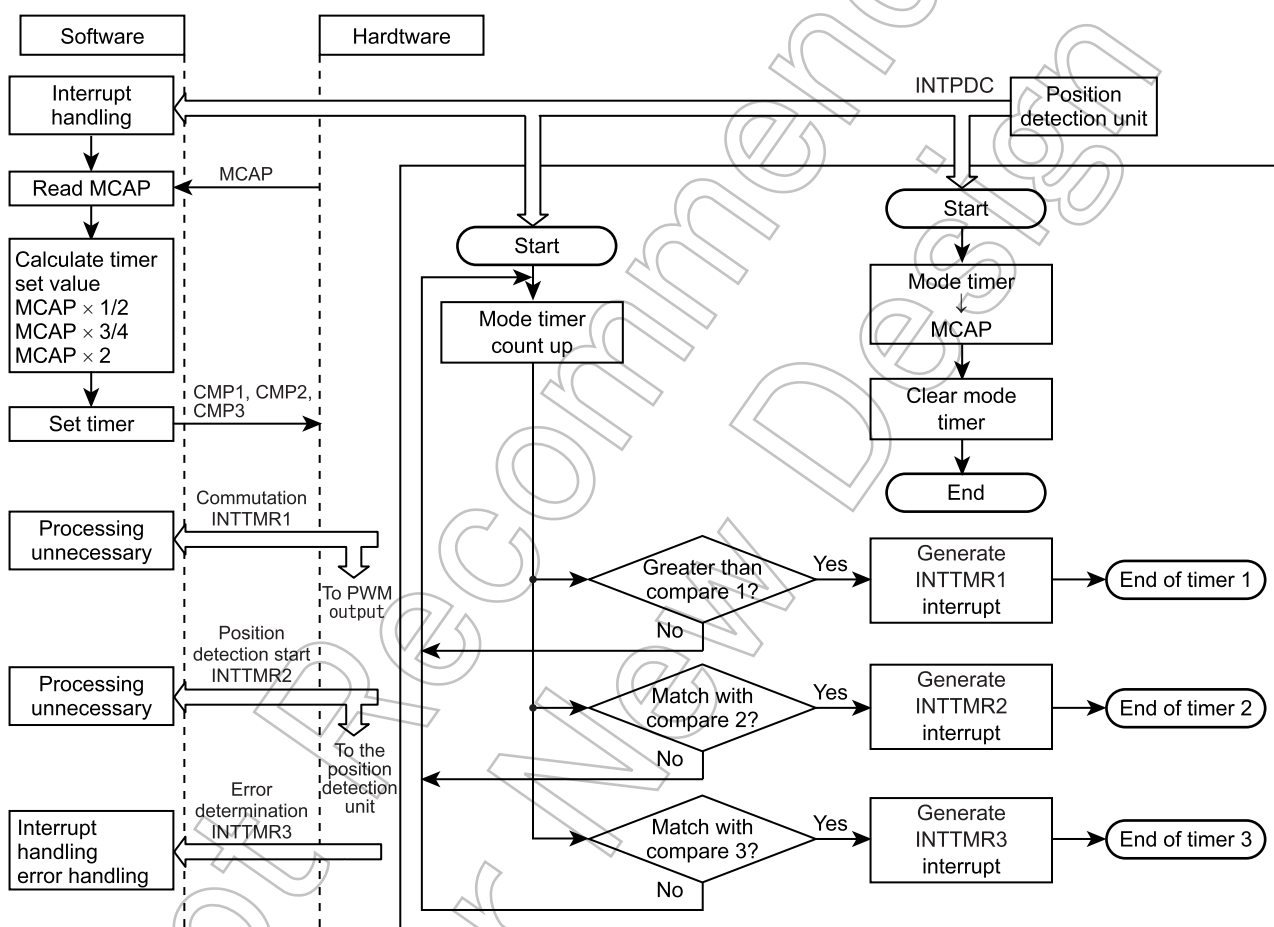 Software
Hardtware
Interrupt
handling
INTPDC
Position
detection unit
Read MCAP
MCAP
Start
Start
Calculate timer
set value
MCAP × 1/2
MCAP × 3/4
MCAP × 2
Mode timer
↓
MCAP
Mode timer
count up
Clear mode
timer
Set timer
CMP1, CMP2,
CMP3
End
Commutation
INTTMR1
Processing
unnecessary
To PWM
output
Greater than
compare 1?
Yes
No
Generate
INTTMR1
interrupt
End of timer 1
Position
detection start
INTTMR2
Processing
unnecessary
To the
position
detection
unit
Match with
compare 2?
Yes
No
Generate
INTTMR2
interrupt
End of timer 2
Error
determination
INTTMR3
Interrupt
handling
error handling
Match with
compare 3?
Yes
No
Generate
INTTMR3
interrupt
End of timer 3
ot Recommen
r New Design